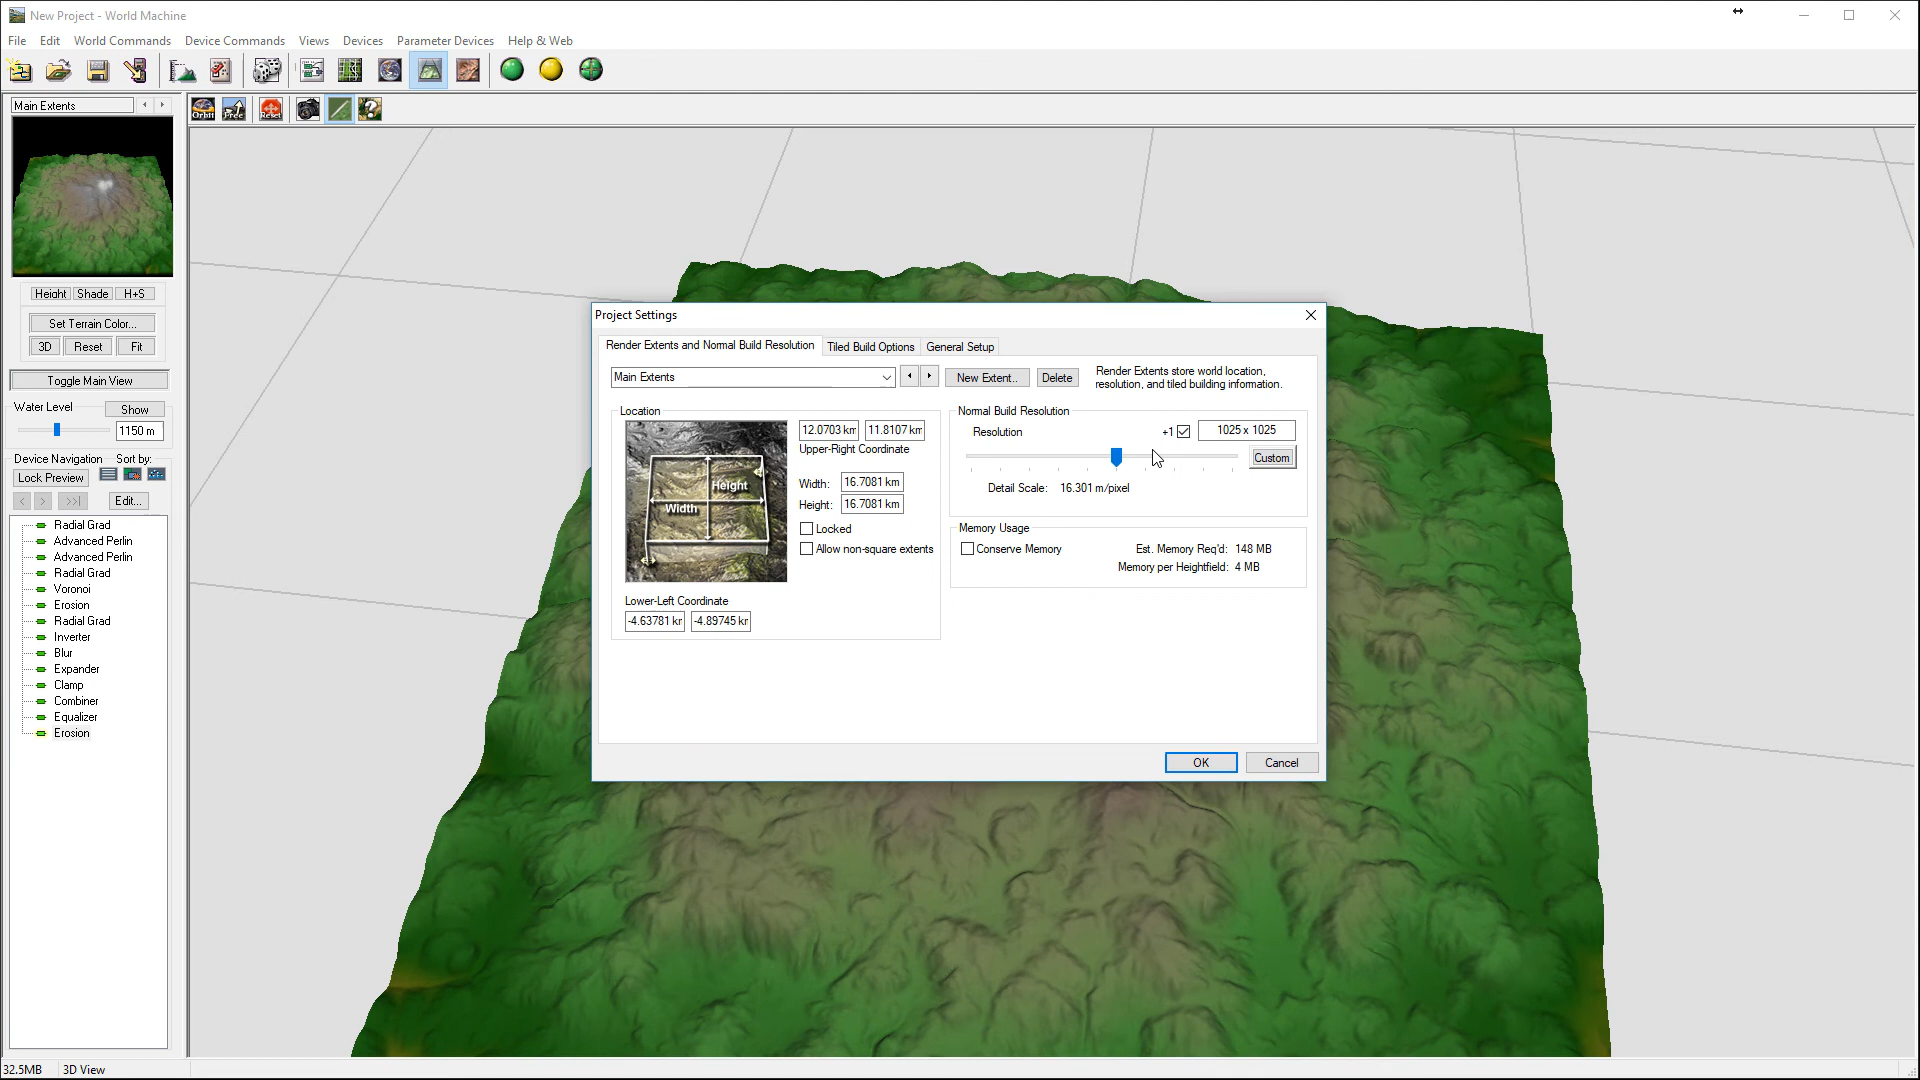 New Project - World Machine
File Edit World Commands Device Commands Views Devices Parameter Devices Help & Web
Main Extents
Orbit Free Reset
Height Shade H+S
Set Terrain Color...
3D Reset Fit
Toggle Main View
Water Level Show
1150 m
Device Navigation Sort by:
Lock Preview
< > >>| Edit...
Radial Grad
Advanced Perlin
Advanced Perlin
Radial Grad
Voronoi
Erosion
Radial Grad
Inverter
Blur
Expander
Clamp
Combiner
Equalizer
Erosion
32.5MB 3D View
Project Settings
Render Extents and Normal Build Resolution Tiled Build Options General Setup
Main Extents New Extent.. Delete
Render Extents store world location,
resolution, and tiled building information.
Location
12.0703 km 11.8107 km
Upper-Right Coordinate
Height
Width
Width: 16.7081 km
Height: 16.7081 km
Locked
Allow non-square extents
Lower-Left Coordinate
-4.63781 kr -4.89745 kr
Normal Build Resolution
Resolution +1 1025 x 1025
Custom
Detail Scale: 16.301 m/pixel
Memory Usage
Conserve Memory Est. Memory Req'd: 148 MB
Memory per Heightfield: 4 MB
OK Cancel